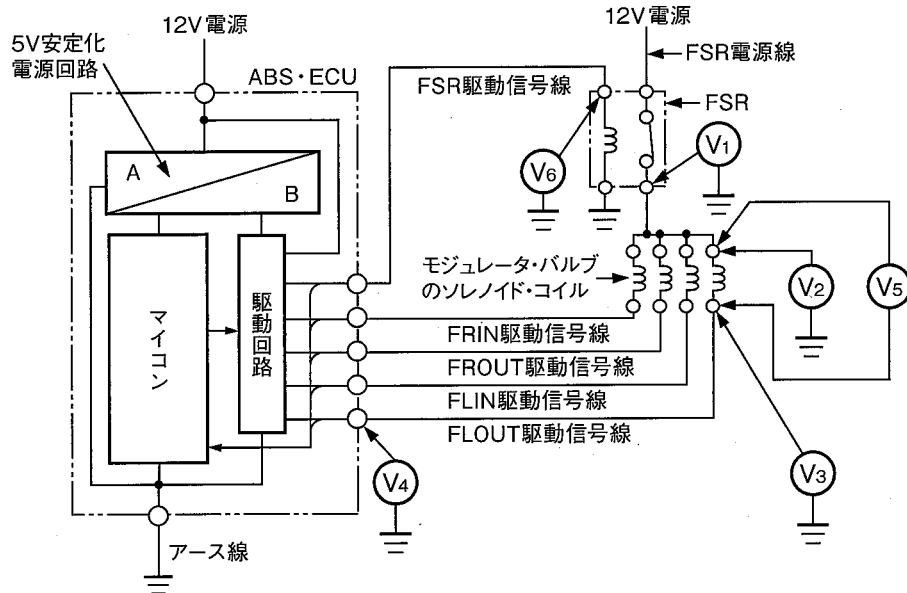 12V電源
12V電源
5V安定化
電源回路
ABS・ECU
FSR電源線
FSR駆動信号線
FSR
A
B
V1
V6
モジュレータ・バルブ
のソレノイド・コイル
V2
V5
マイコン
駆動回路
FRIN駆動信号線
FROUT駆動信号線
FLIN駆動信号線
FLOUT駆動信号線
V3
V4
アース線